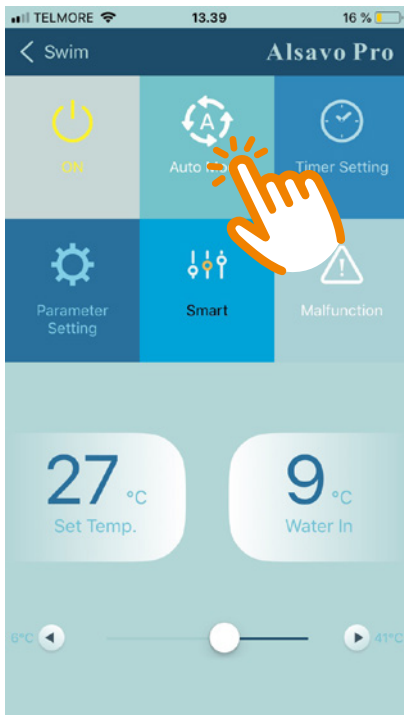 TELMORE 13.39 16 %
Swim Alsavo Pro
A
ON Auto Timer Setting
Parameter Smart Malfunction
Setting
27 °C 9 °C
Set Temp. Water In
6°C 41°C